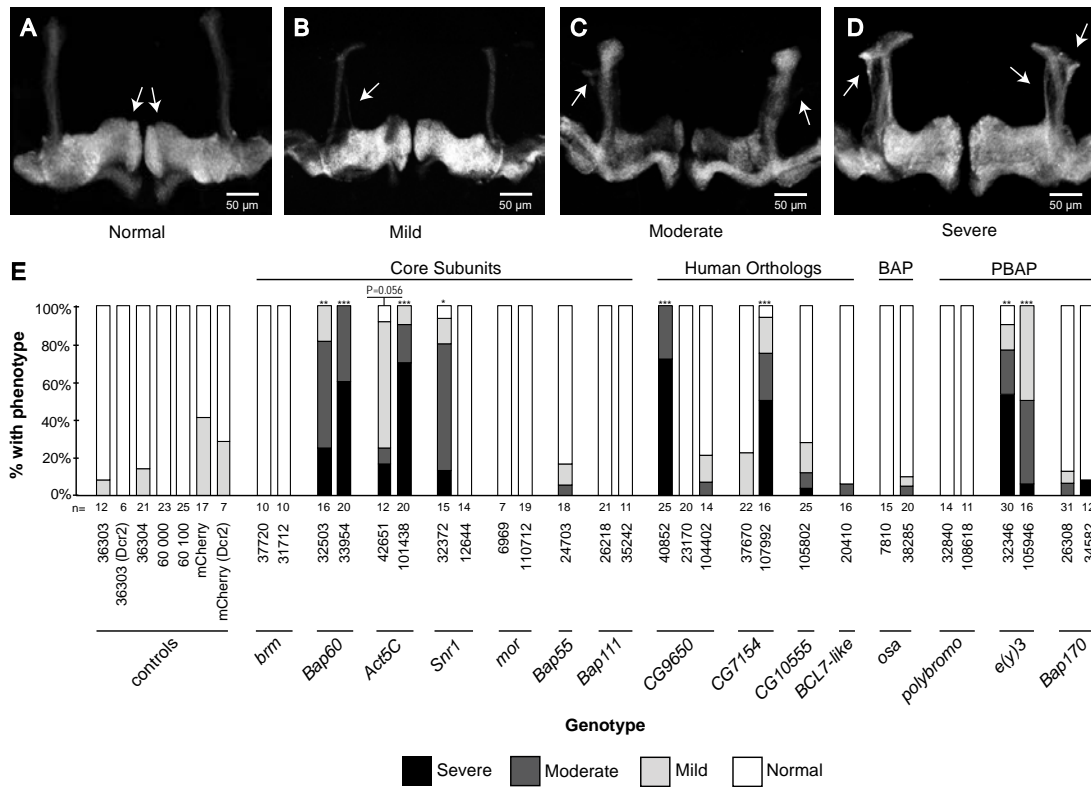 A B C D
50 µm 50 µm 50 µm 50 µm
Normal Mild Moderate Severe
E
Core Subunits Human Orthologs BAP PBAP
P=0.056
** *** *** * *** *** ** ***
% with phenotype
100%
80%
60%
40%
20%
0%
n= 12 6 21 23 25 17 7 10 10 16 20 12 20 15 14 7 19 18 21 11 25 20 14 22 16 25 16 15 20 14 11 30 16 31 12
36303 36303 (Dcr2) 36304 60 000 60 100 mCherry mCherry (Dcr2) 37720 31712 32503 33954 42651 101438 32372 12644 6969 110712 24703 26218 35242 40852 23170 104402 37670 107992 105802 20410 7810 38285 32840 108618 32346 105946 26308 34582
controls brm Bap60 Act5C Snr1 mor Bap55 Bap111 CG9650 CG7154 CG10555 BCL7-like osa polybromo e(y)3 Bap170
Genotype
Severe Moderate Mild Normal